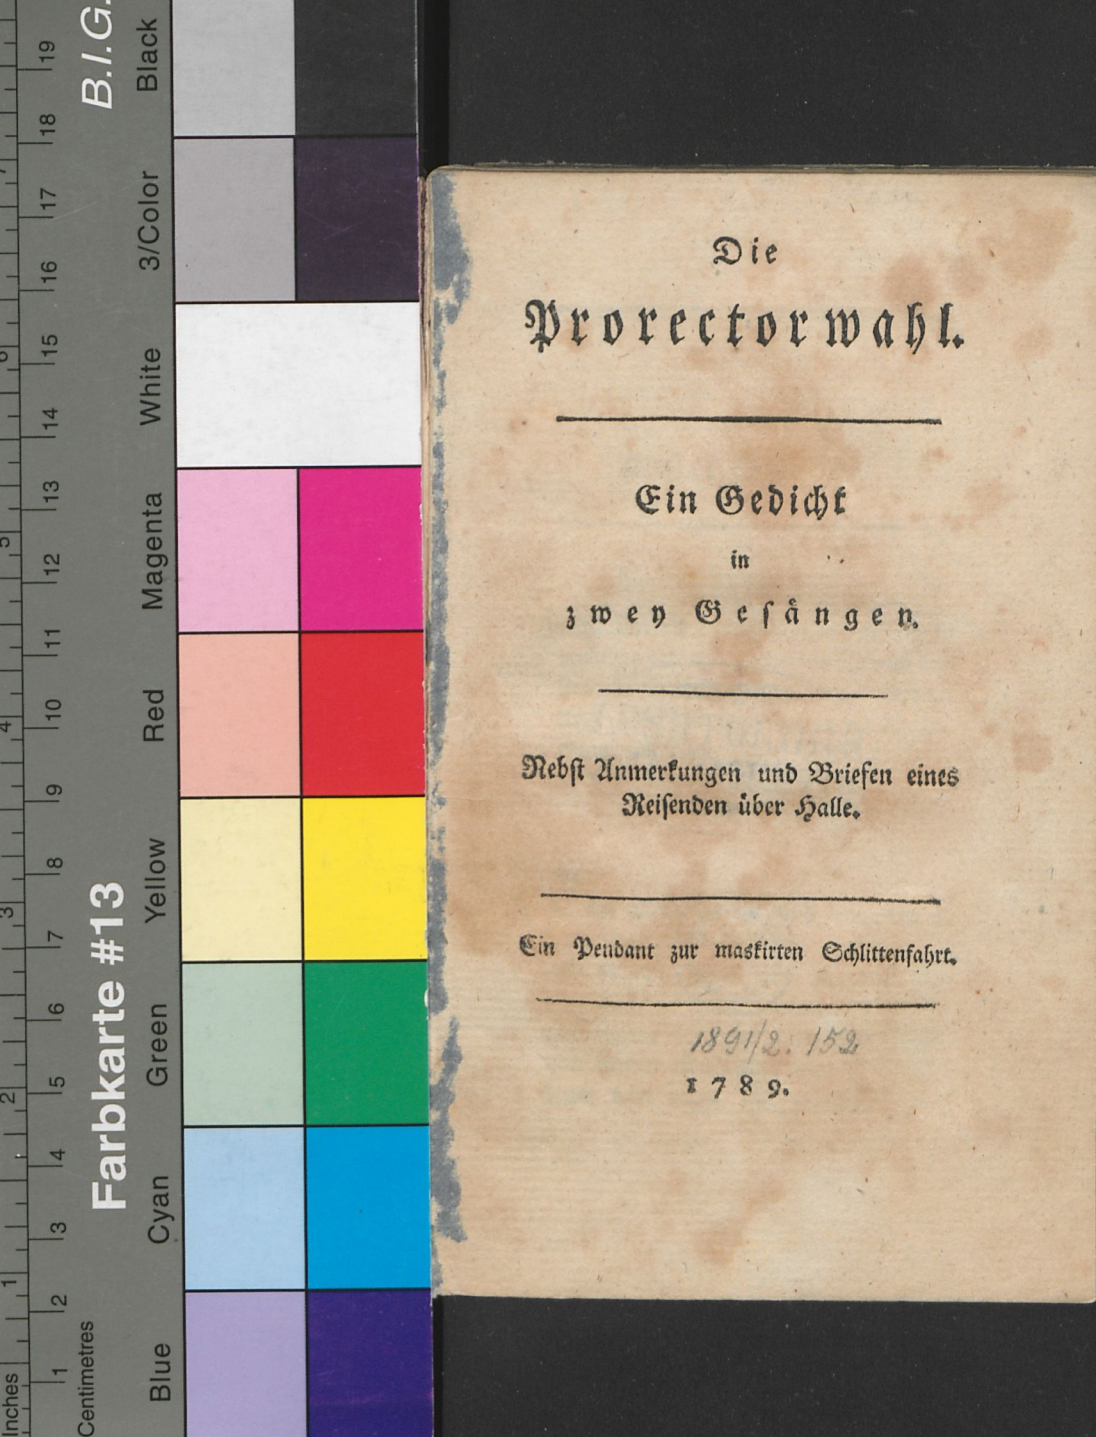 Die
Prorectorwahl.
Ein Gedicht
in
zwey Geſaͤngen.
Nebſt Anmerkungen und Briefen eines
Reiſenden uͤber Halle.
Ein Pendant zur maskirten Schlittenfahrt.
1891/2. 152
1789.
Farbkarte #13
B.I.G.
Blue
Cyan
Green
Yellow
Red
Magenta
White
3/Color
Black
Centimetres
1 2 3 4 5 6 7 8 9 10 11 12 13 14 15 16 17 18 19
Inches
1 2 3 4 5 6